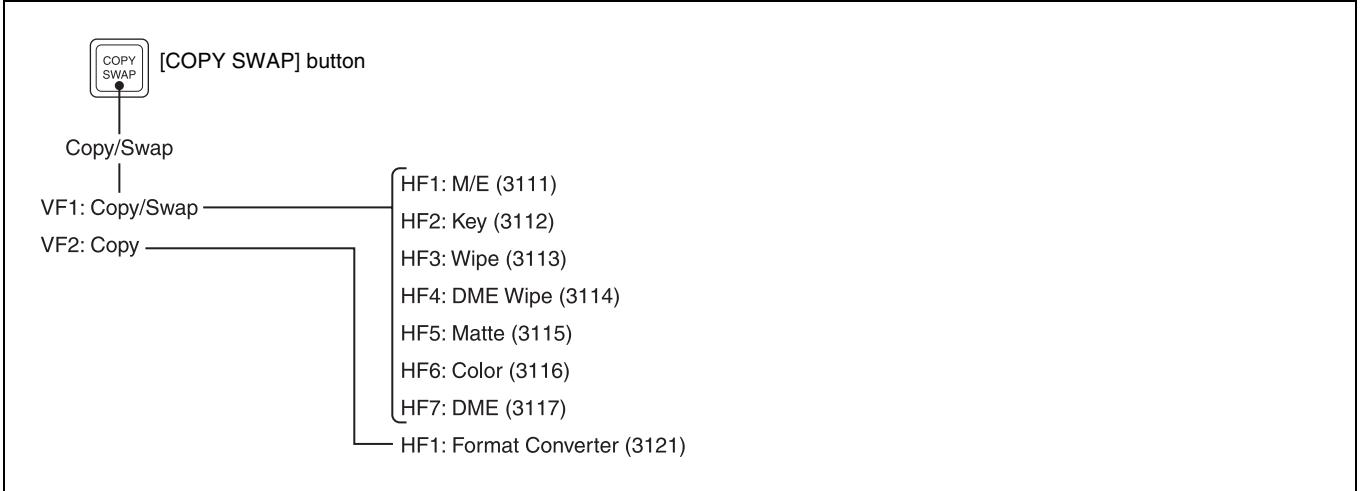 COPY
SWAP
[COPY SWAP] button
Copy/Swap
VF1: Copy/Swap
VF2: Copy
HF1: M/E (3111)
HF2: Key (3112)
HF3: Wipe (3113)
HF4: DME Wipe (3114)
HF5: Matte (3115)
HF6: Color (3116)
HF7: DME (3117)
HF1: Format Converter (3121)